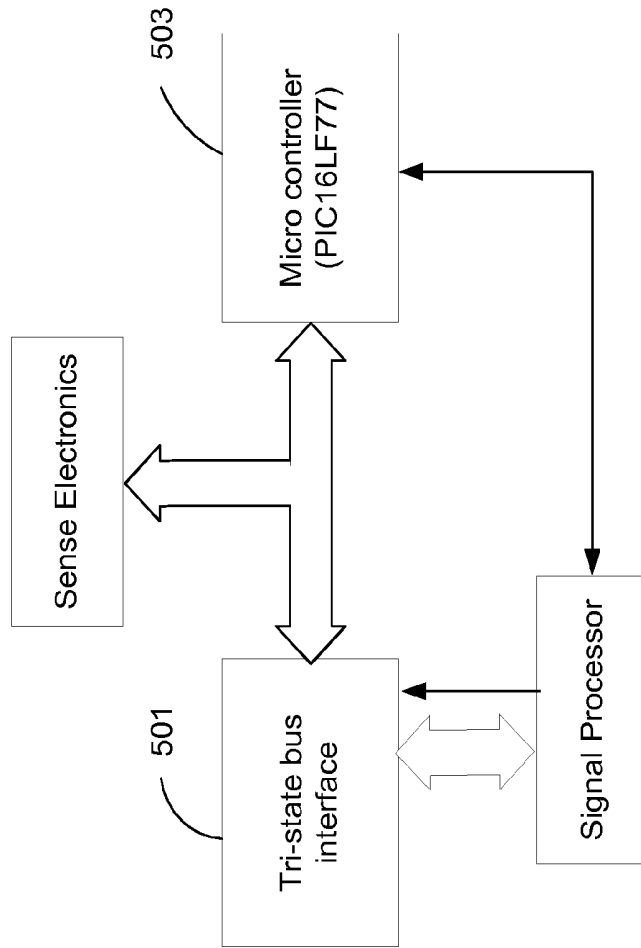 Sense Electronics
501
Tri-state bus
interface
503
Micro controller
(PIC16LF77)
Signal Processor